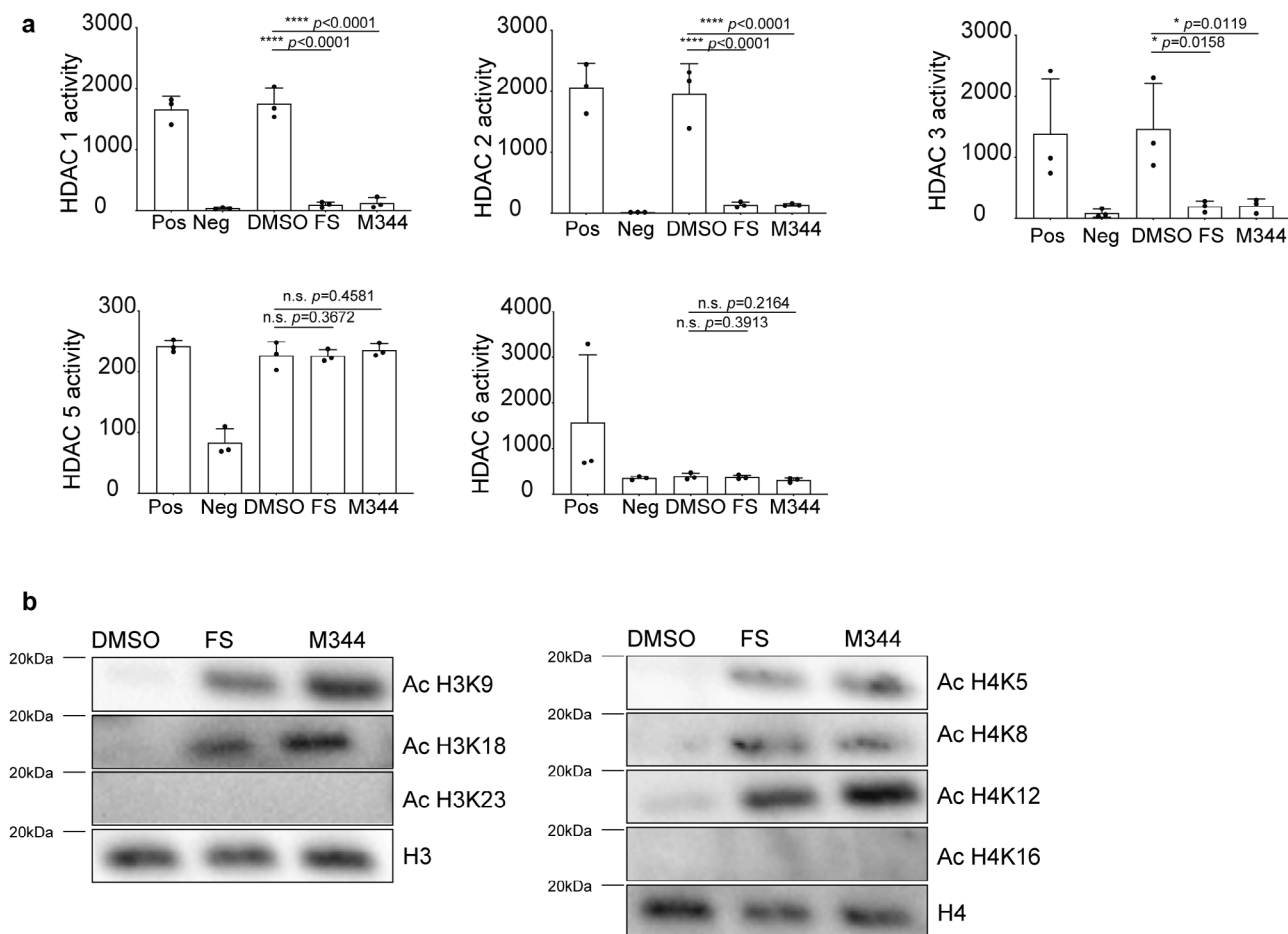 a
HDAC 1 activity
3000
2000
1000
0
**** p<0.0001
**** p<0.0001
Pos Neg DMSO FS M344
HDAC 2 activity
3000
2000
1000
0
**** p<0.0001
**** p<0.0001
Pos Neg DMSO FS M344
HDAC 3 activity
3000
2000
1000
0
* p=0.0119
* p=0.0158
Pos Neg DMSO FS M344
HDAC 5 activity
300
200
100
0
n.s. p=0.4581
n.s. p=0.3672
Pos Neg DMSO FS M344
HDAC 6 activity
4000
3000
2000
1000
0
n.s. p=0.2164
n.s. p=0.3913
Pos Neg DMSO FS M344
b
DMSO FS M344
20kDa
Ac H3K9
20kDa
Ac H3K18
20kDa
Ac H3K23
20kDa
H3
DMSO FS M344
20kDa
Ac H4K5
20kDa
Ac H4K8
20kDa
Ac H4K12
20kDa
Ac H4K16
20kDa
H4